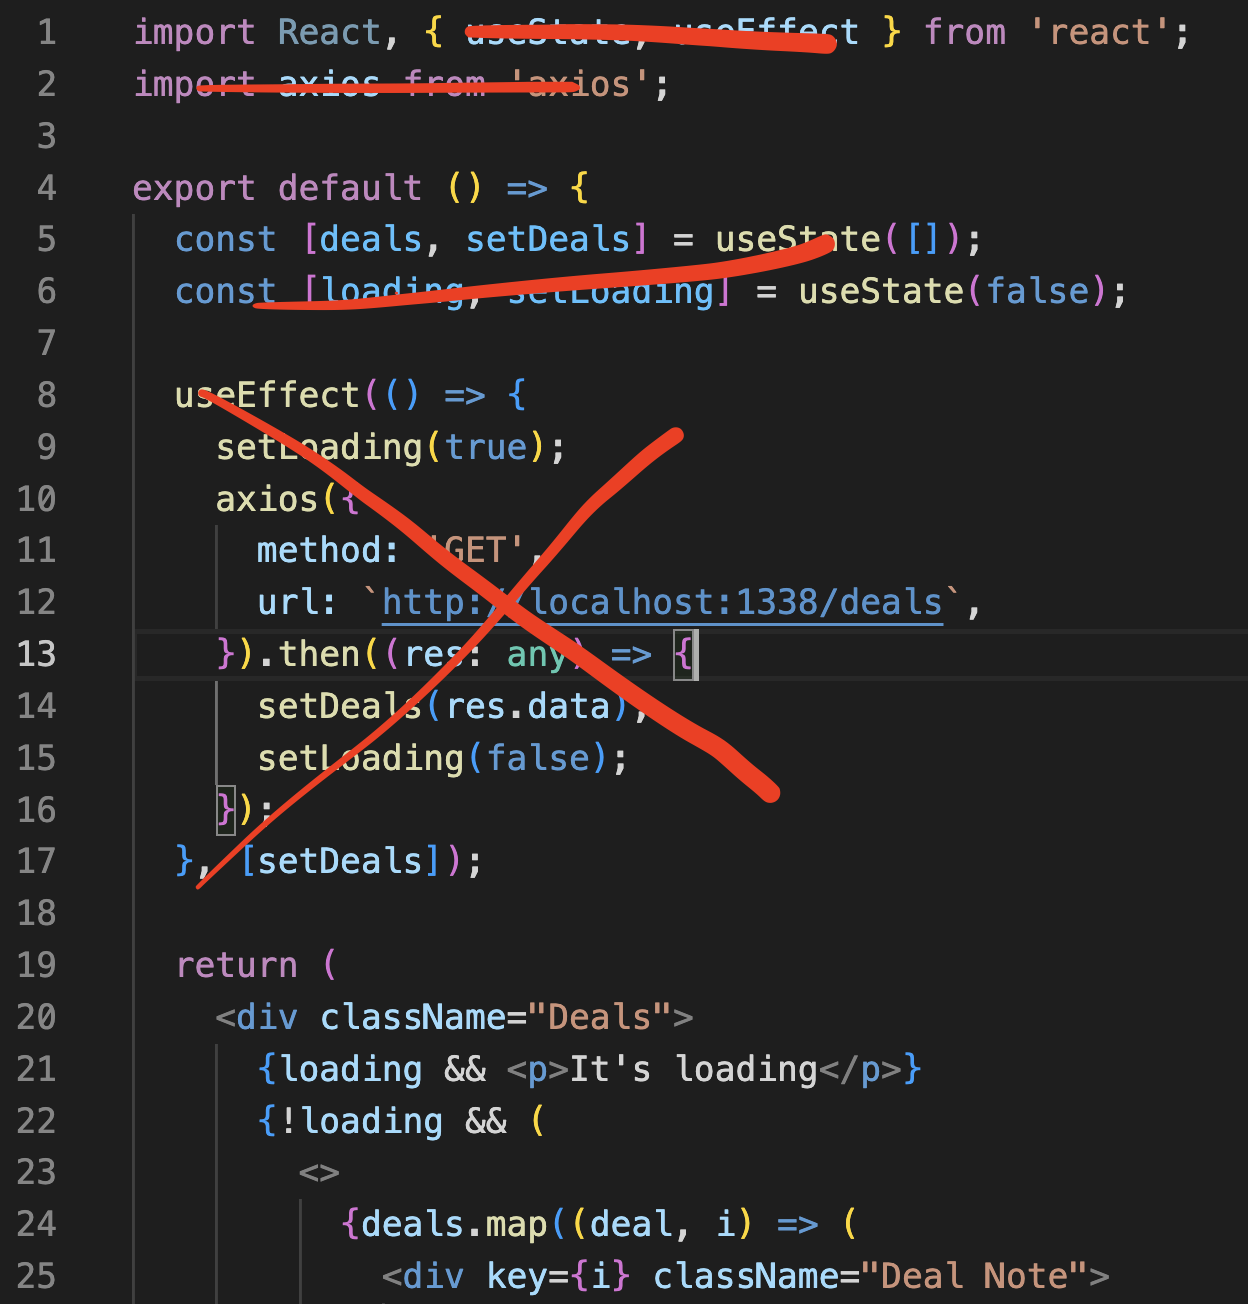 1 import React, { useState, useEffect } from 'react';
2 import axios from 'axios';
3
4 export default () => {
5 const [deals, setDeals] = useState([]);
6 const [loading, setLoading] = useState(false);
7
8 useEffect(() => {
9 setLoading(true);
10 axios({
11 method: 'GET',
12 url: `http://localhost:1338/deals`,
13 }).then((res: any) => {
14 setDeals(res.data);
15 setLoading(false);
16 });
17 }, [setDeals]);
18
19 return (
20 <div className="Deals">
21 {loading && <p>It's loading</p>}
22 {!loading && (
23 <>
24 {deals.map((deal, i) => (
25 <div key={i} className="Deal Note">